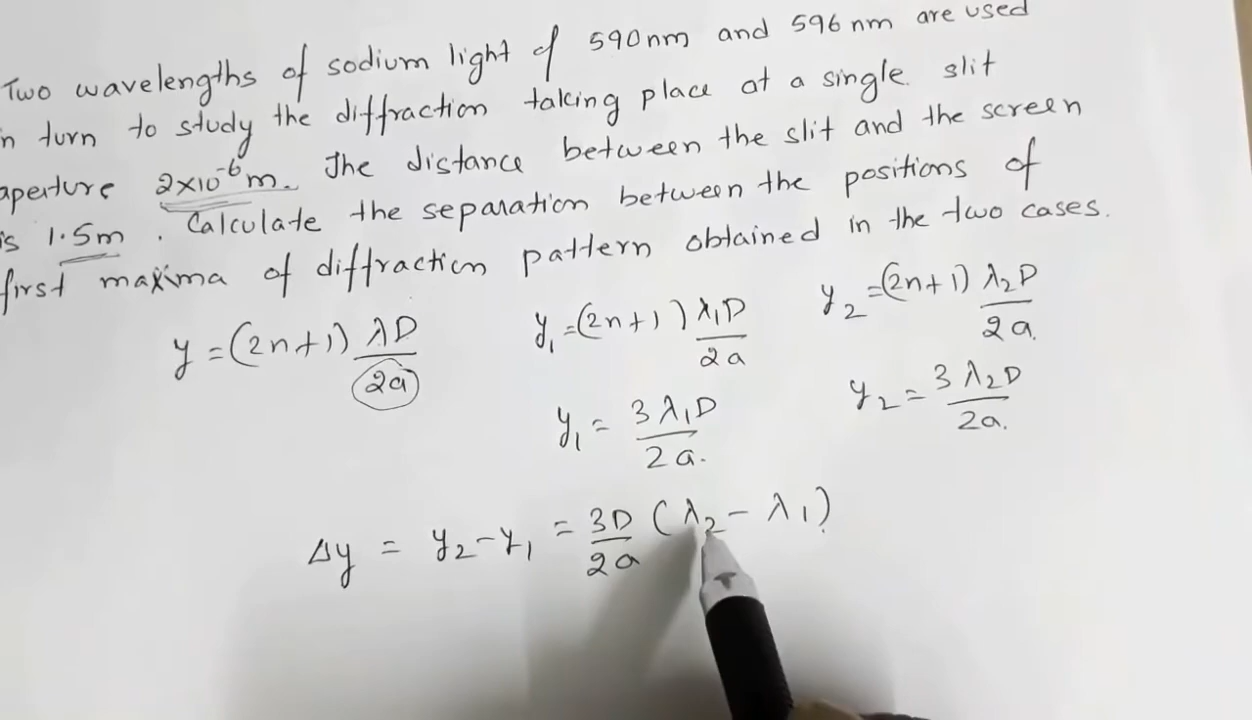 Two wavelengths of sodium light of 590nm and 596nm are used
n turn to study the diffraction taking place at a single slit
aperture 2×10⁻⁶m. The distance between the slit and the screen
is 1.5m. Calculate the separation between the positions of
first maxima of diffraction pattern obtained in the two cases.
y = (2n+1) λD/2a y₁ = (2n+1) λ₁D/2a y₂ = (2n+1) λ₂D/2a
y₁ = 3λ₁D/2a. y₂ = 3λ₂D/2a.
Δy = y₂-y₁ = 3D/2a (λ₂ - λ₁)